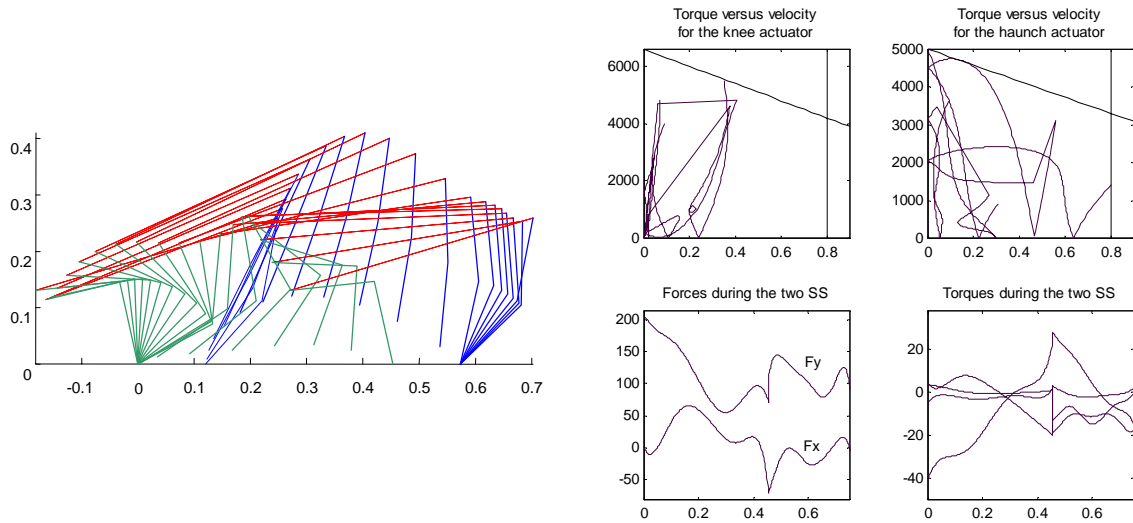 0.4
0.3
0.2
0.1
0
-0.1 0 0.1 0.2 0.3 0.4 0.5 0.6 0.7
Torque versus velocity
for the knee actuator
6000
4000
2000
0
0 0.2 0.4 0.6 0.8
Torque versus velocity
for the haunch actuator
5000
4000
3000
2000
1000
0
0 0.2 0.4 0.6 0.8
Forces during the two SS
200
150
100
50
0
-50
Fy
Fx
0 0.2 0.4 0.6
Torques during the two SS
20
0
-20
-40
0 0.2 0.4 0.6